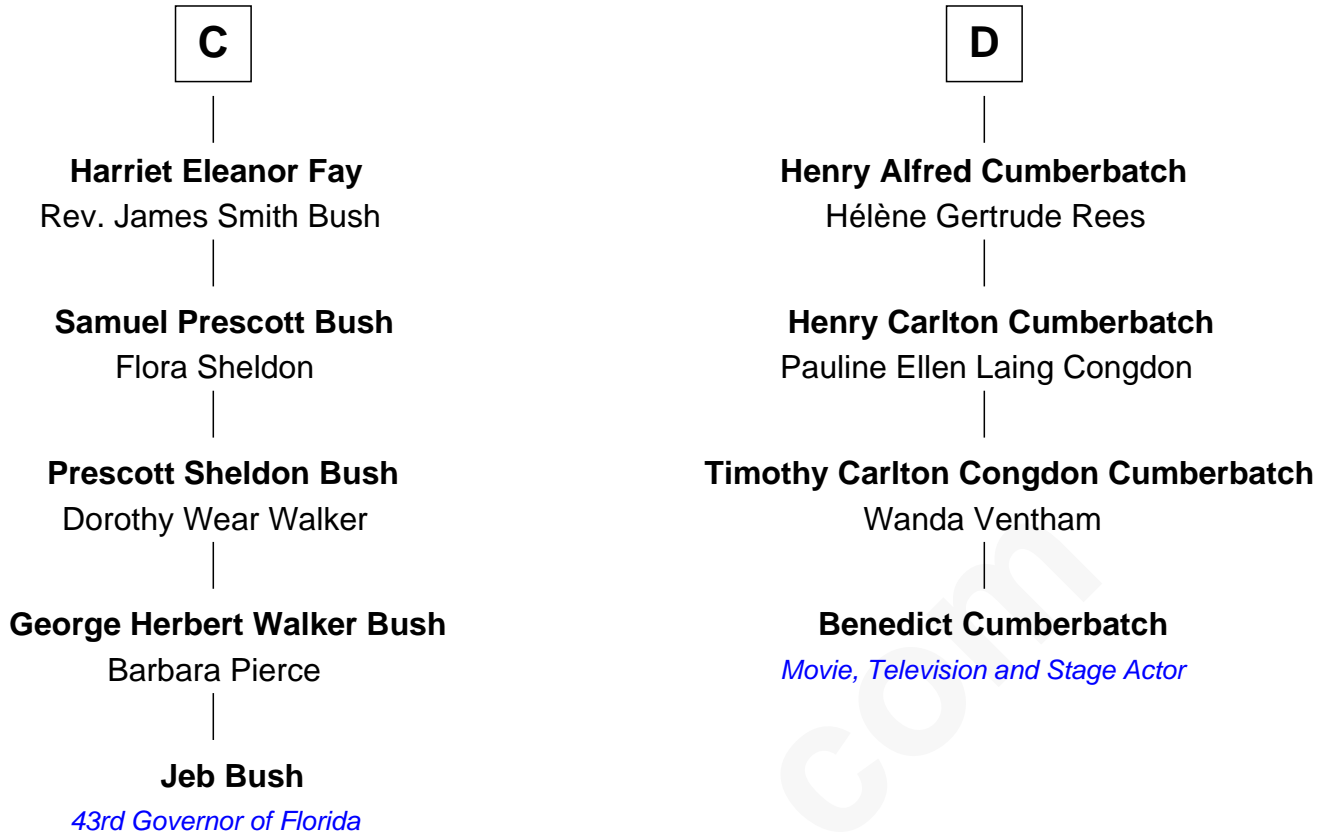 C
Harriet Eleanor Fay
Rev. James Smith Bush
Samuel Prescott Bush
Flora Sheldon
Prescott Sheldon Bush
Dorothy Wear Walker
George Herbert Walker Bush
Barbara Pierce
Jeb Bush
43rd Governor of Florida
D
Henry Alfred Cumberbatch
Hélène Gertrude Rees
Henry Carlton Cumberbatch
Pauline Ellen Laing Congdon
Timothy Carlton Congdon Cumberbatch
Wanda Ventham
Benedict Cumberbatch
Movie, Television and Stage Actor
com